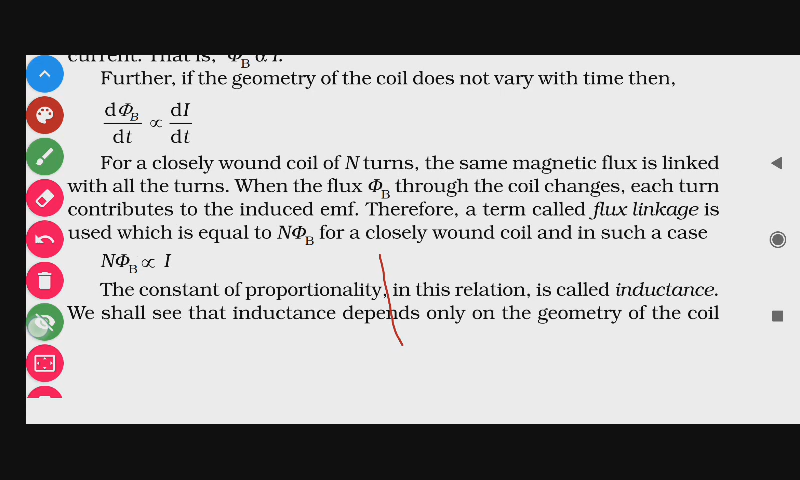 current. That is, ΦB α I.
Further, if the geometry of the coil does not vary with time then,
dΦB/dt ∝ dI/dt
For a closely wound coil of N turns, the same magnetic flux is linked
with all the turns. When the flux ΦB through the coil changes, each turn
contributes to the induced emf. Therefore, a term called flux linkage is
used which is equal to NΦB for a closely wound coil and in such a case
NΦB ∝ I
The constant of proportionality, in this relation, is called inductance.
We shall see that inductance depends only on the geometry of the coil